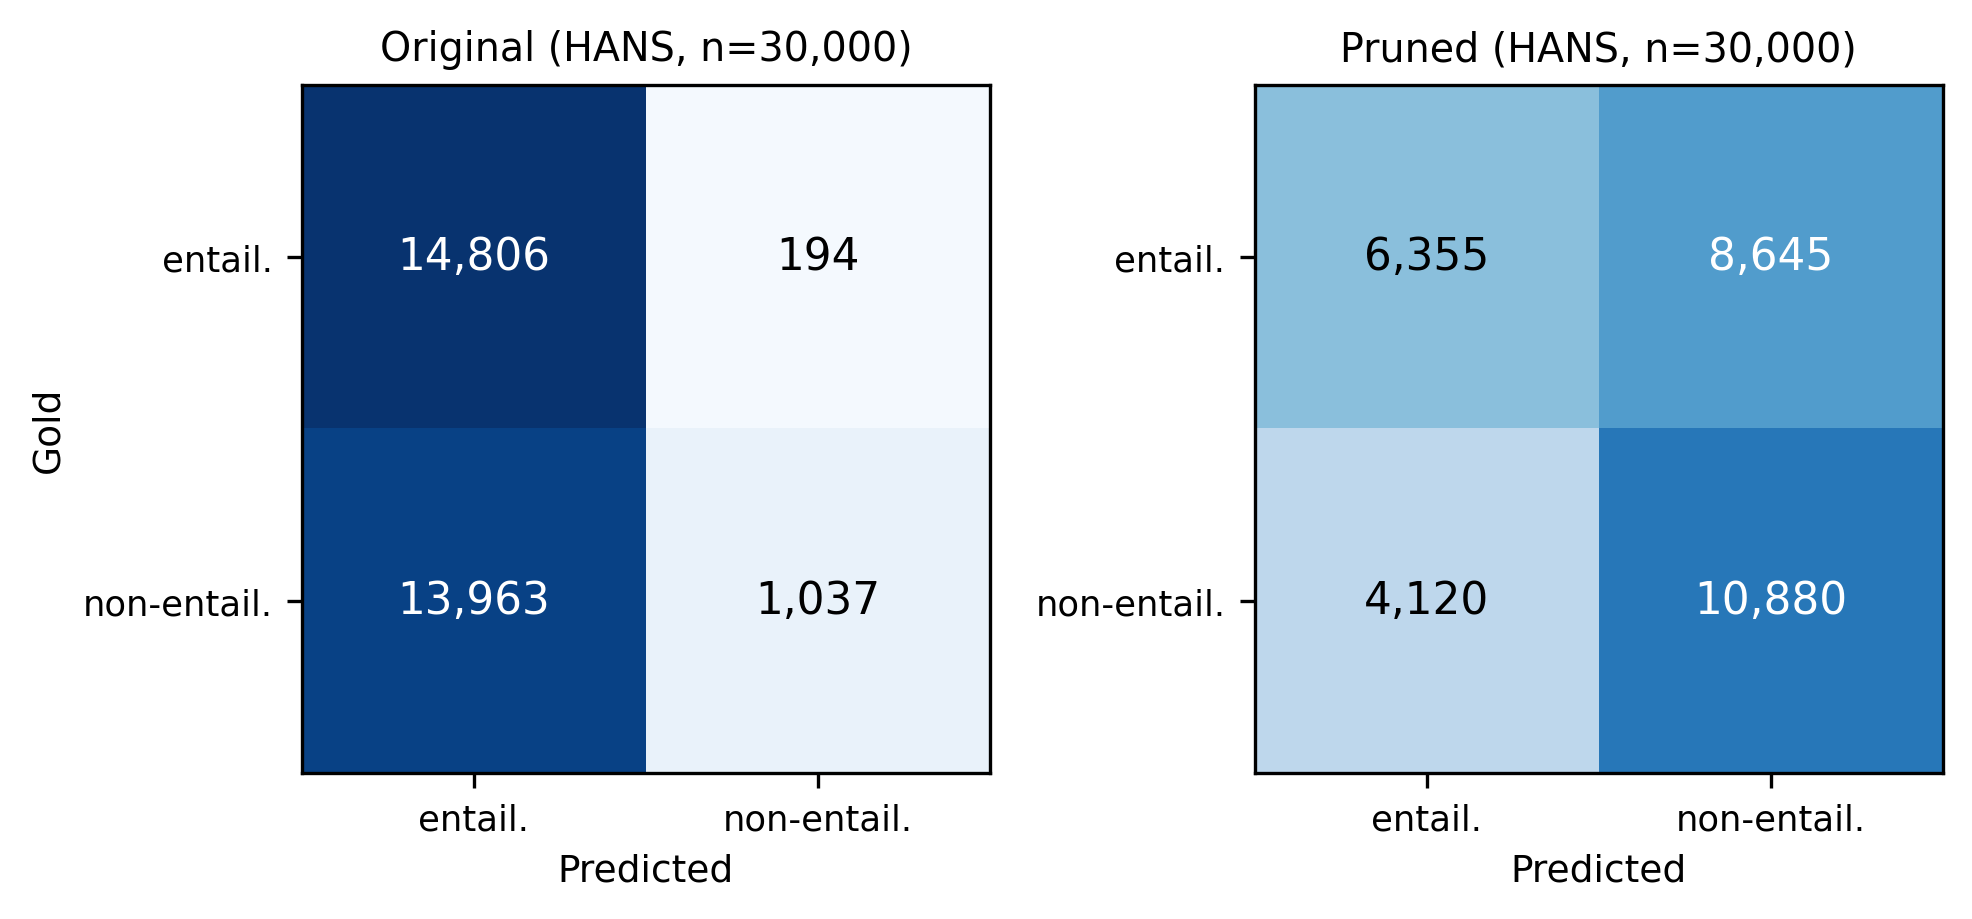 Original (HANS, n=30,000)
Gold
entail.
14,806
194
non-entail.
13,963
1,037
entail.
non-entail.
Predicted
Pruned (HANS, n=30,000)
entail.
6,355
8,645
non-entail.
4,120
10,880
entail.
non-entail.
Predicted